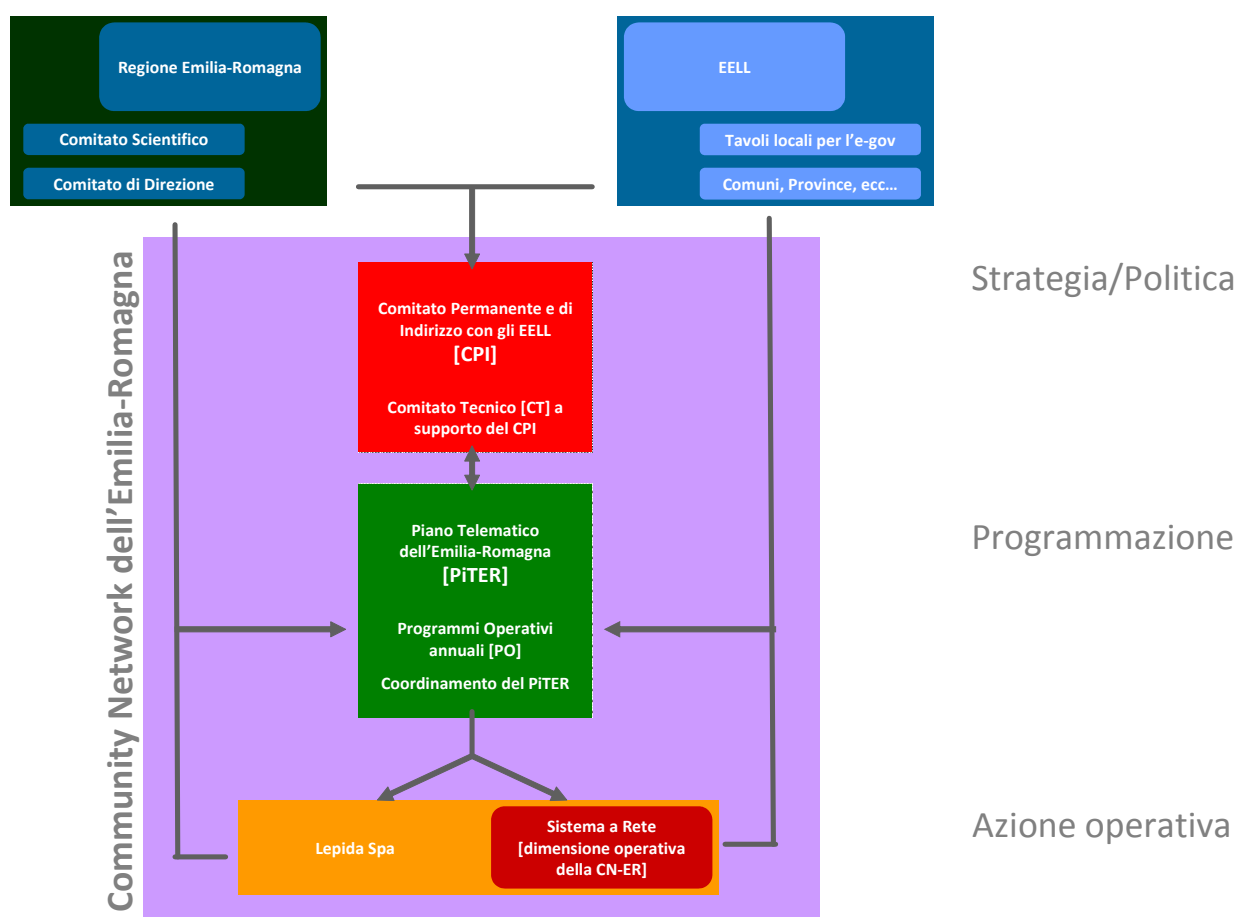 Regione Emilia-Romagna
Comitato Scientifico
Comitato di Direzione
EELL
Tavoli locali per l'e-gov
Comuni, Province, ecc...
Community Network dell'Emilia-Romagna
Strategia/Politica
Comitato Permanente e di
Indirizzo con gli EELL
[CPI]
Comitato Tecnico [CT] a
supporto del CPI
Programmazione
Piano Telematico
dell'Emilia-Romagna
[PiTER]
Programmi Operativi
annuali [PO]
Coordinamento del PiTER
Azione operativa
Lepida Spa
Sistema a Rete
[dimensione operativa
della CN-ER]